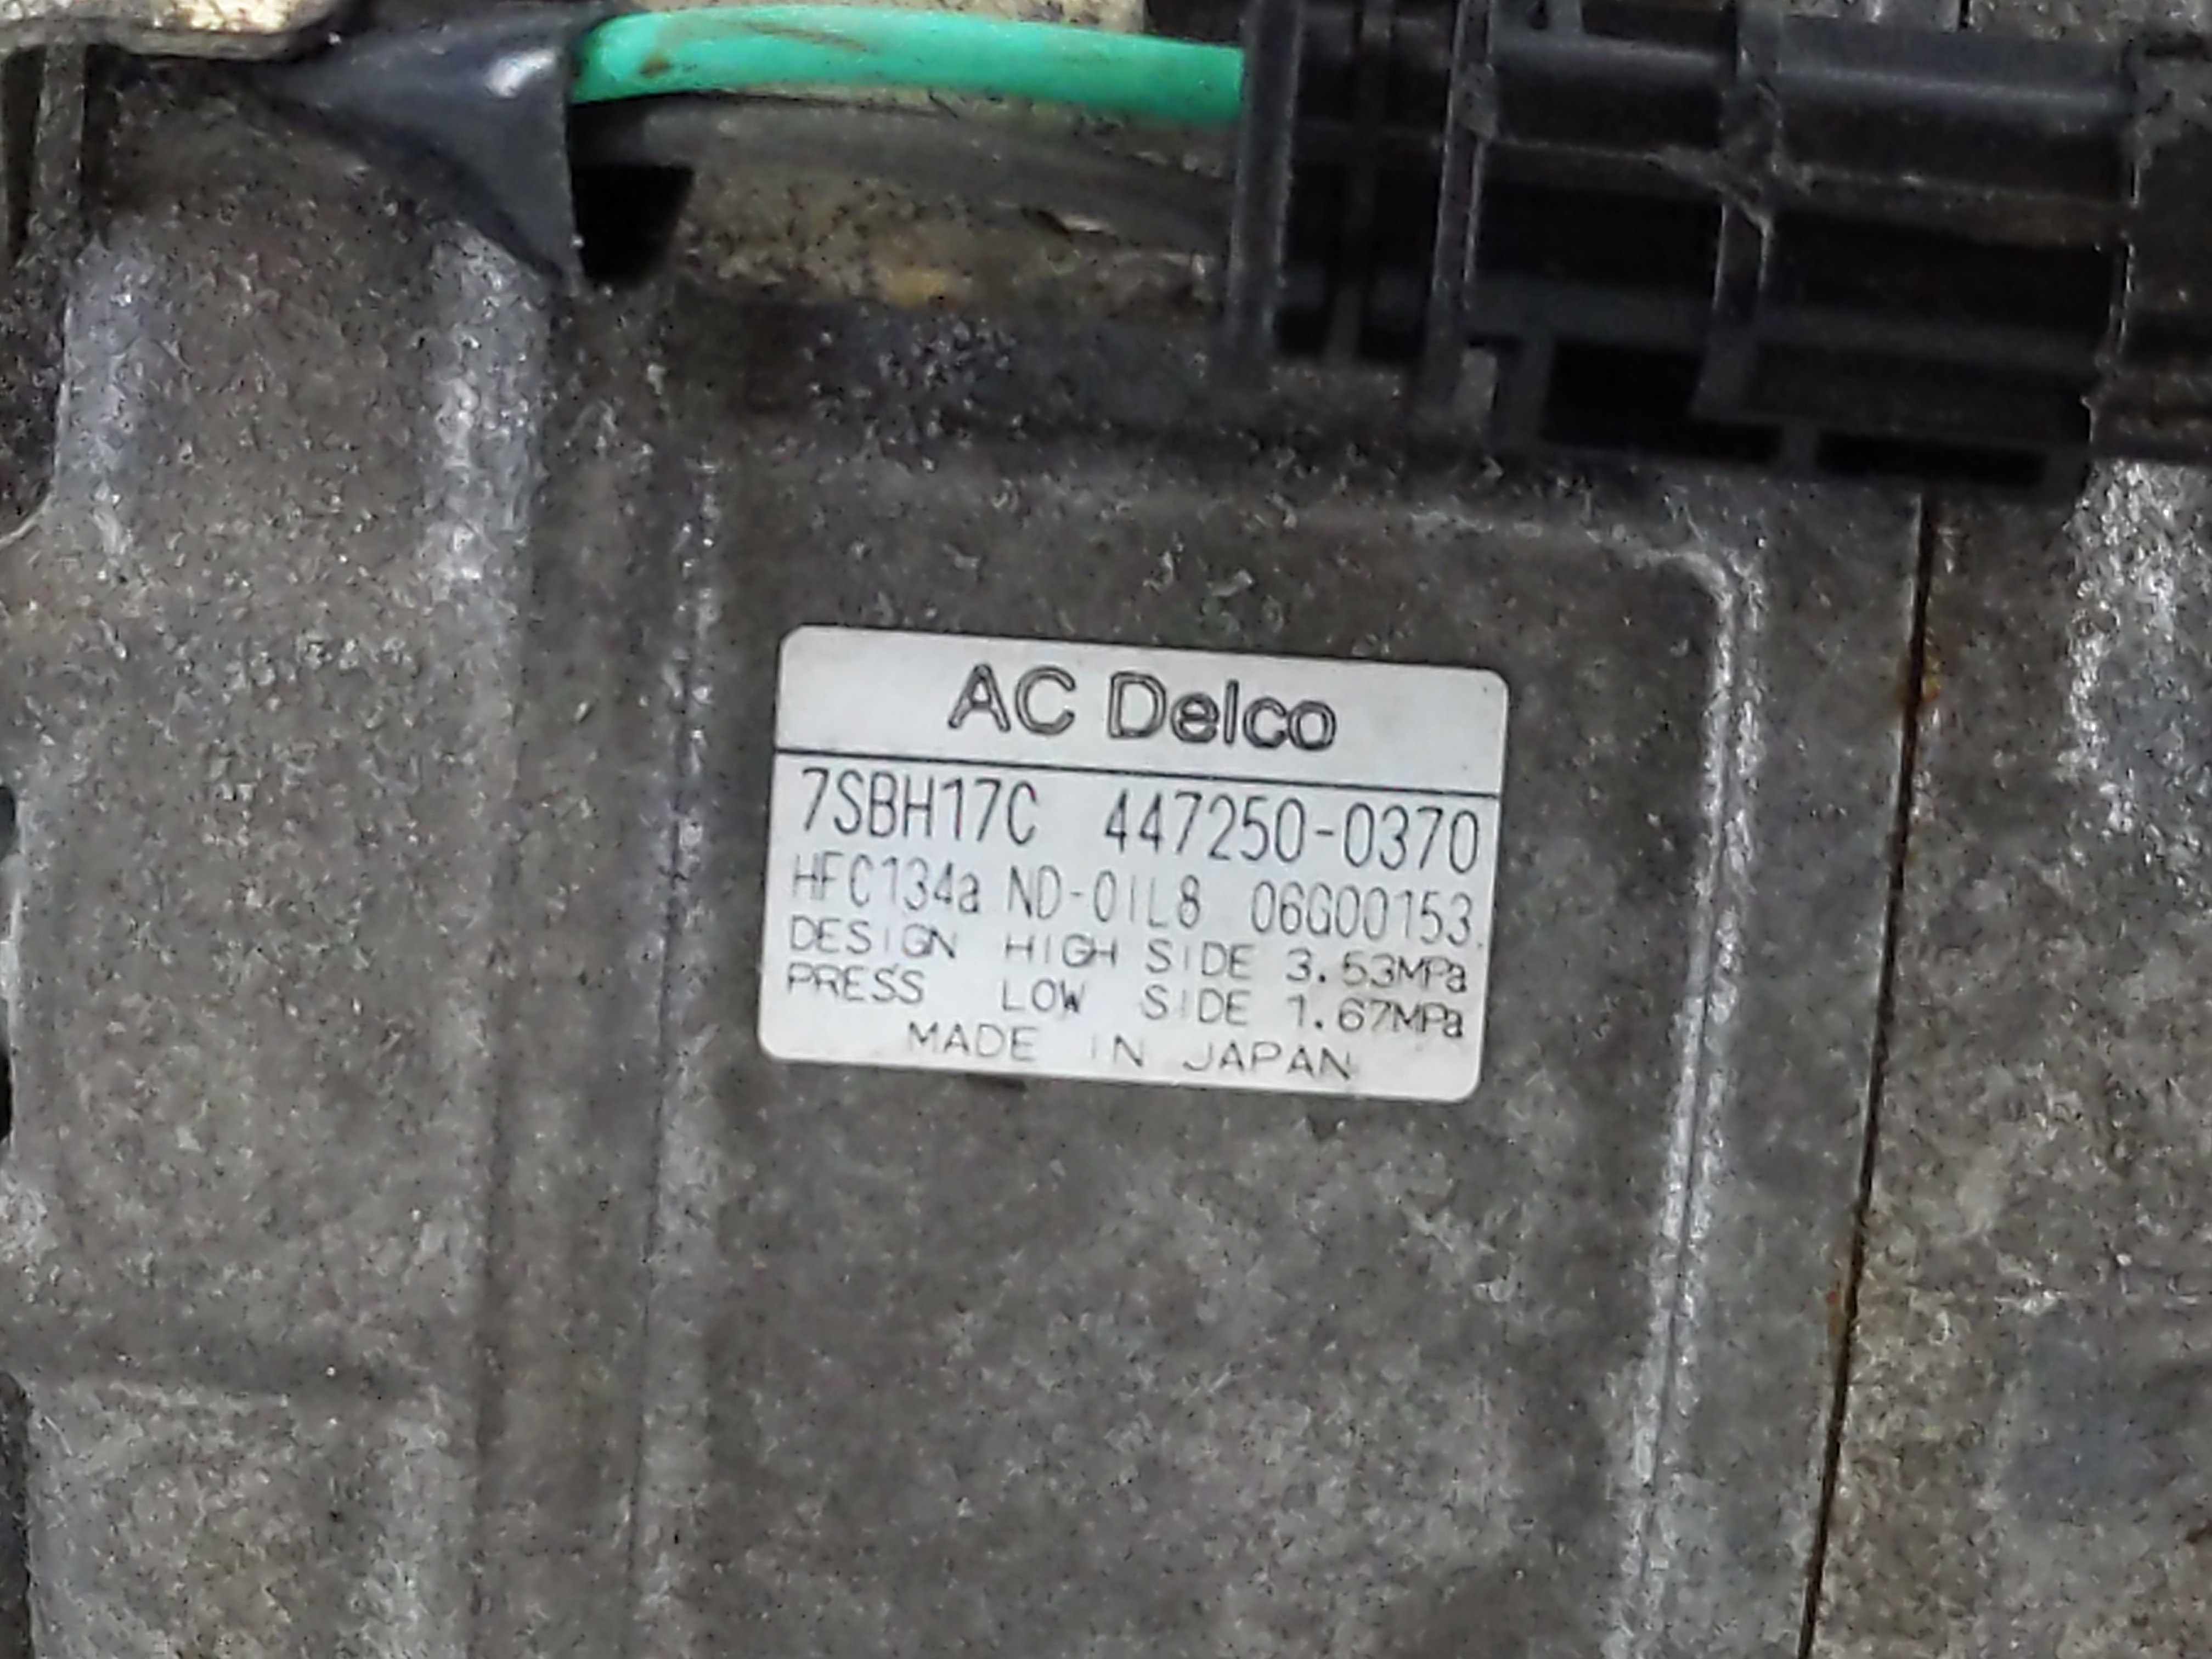 AC Delco
7SBH17C 447250-0370
HFC134a ND-OIL8 06G00153
DESIGN HIGH SIDE 3.53MPa
PRESS LOW SIDE 1.67MPa
MADE IN JAPAN